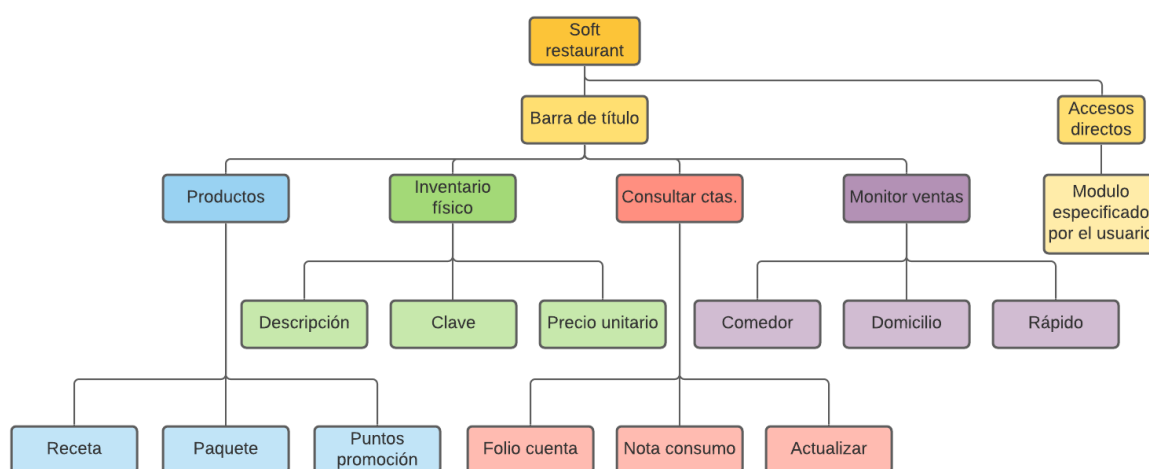 Soft
restaurant
Barra de título
Accesos
directos
Productos
Inventario
físico
Consultar ctas.
Monitor ventas
Modulo
especificado
por el usuario
Descripción
Clave
Precio unitario
Comedor
Domicilio
Rápido
Receta
Paquete
Puntos
promoción
Folio cuenta
Nota consumo
Actualizar